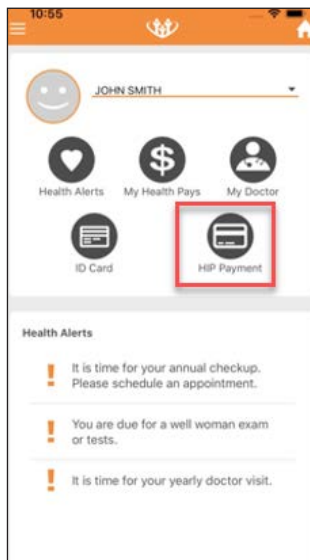 10:55
JOHN SMITH
Health Alerts My Health Pays My Doctor
ID Card HIP Payment
Health Alerts
It is time for your annual checkup.
Please schedule an appointment.
You are due for a well woman exam
or tests.
It is time for your yearly doctor visit.